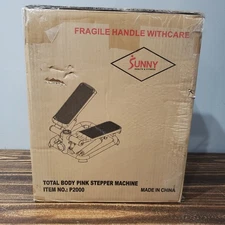 FRAGILE HANDLE WITHCARE
SUNNY
TOTAL BODY PINK STEPPER MACHINE
ITEM NO.: P2000
MADE IN CHINA